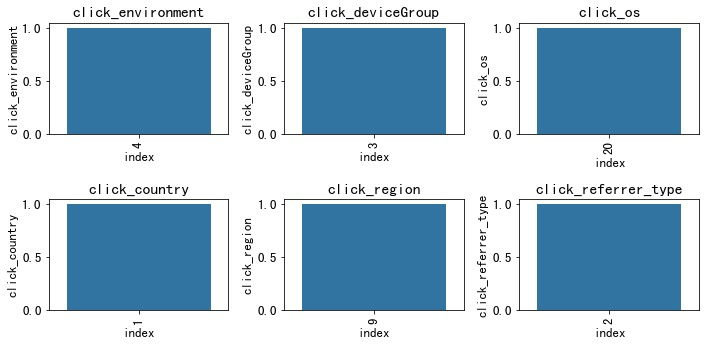 click_environment
click_environment
1.0
0.5
0.0
4
index
click_deviceGroup
click_deviceGroup
1.0
0.5
0.0
3
index
click_os
click_os
1.0
0.5
0.0
20
index
click_country
click_country
1.0
0.5
0.0
1
index
click_region
click_region
1.0
0.5
0.0
9
index
click_referrer_type
click_referrer_type
1.0
0.5
0.0
2
index